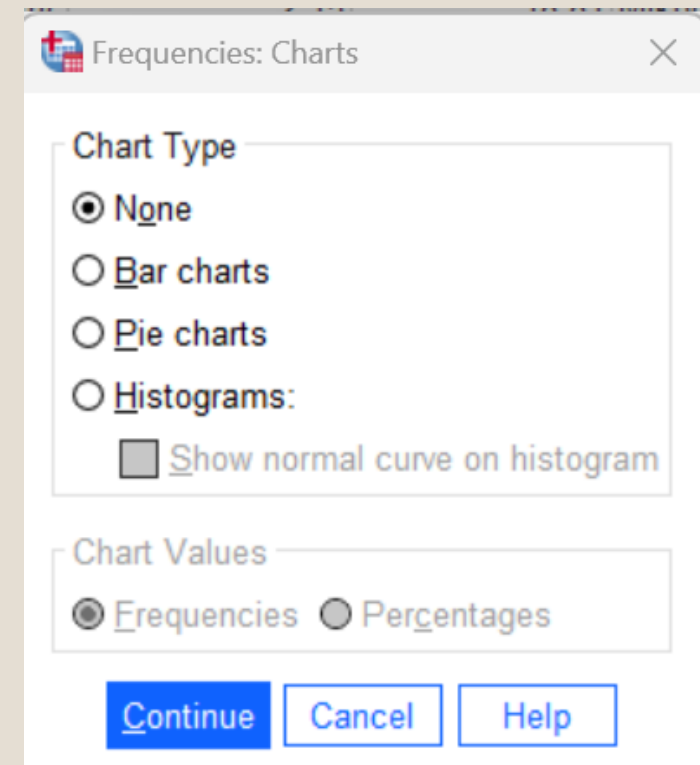 Frequencies: Charts
Chart Type
None
Bar charts
Pie charts
Histograms:
Show normal curve on histogram
Chart Values
Frequencies Percentages
Continue Cancel Help